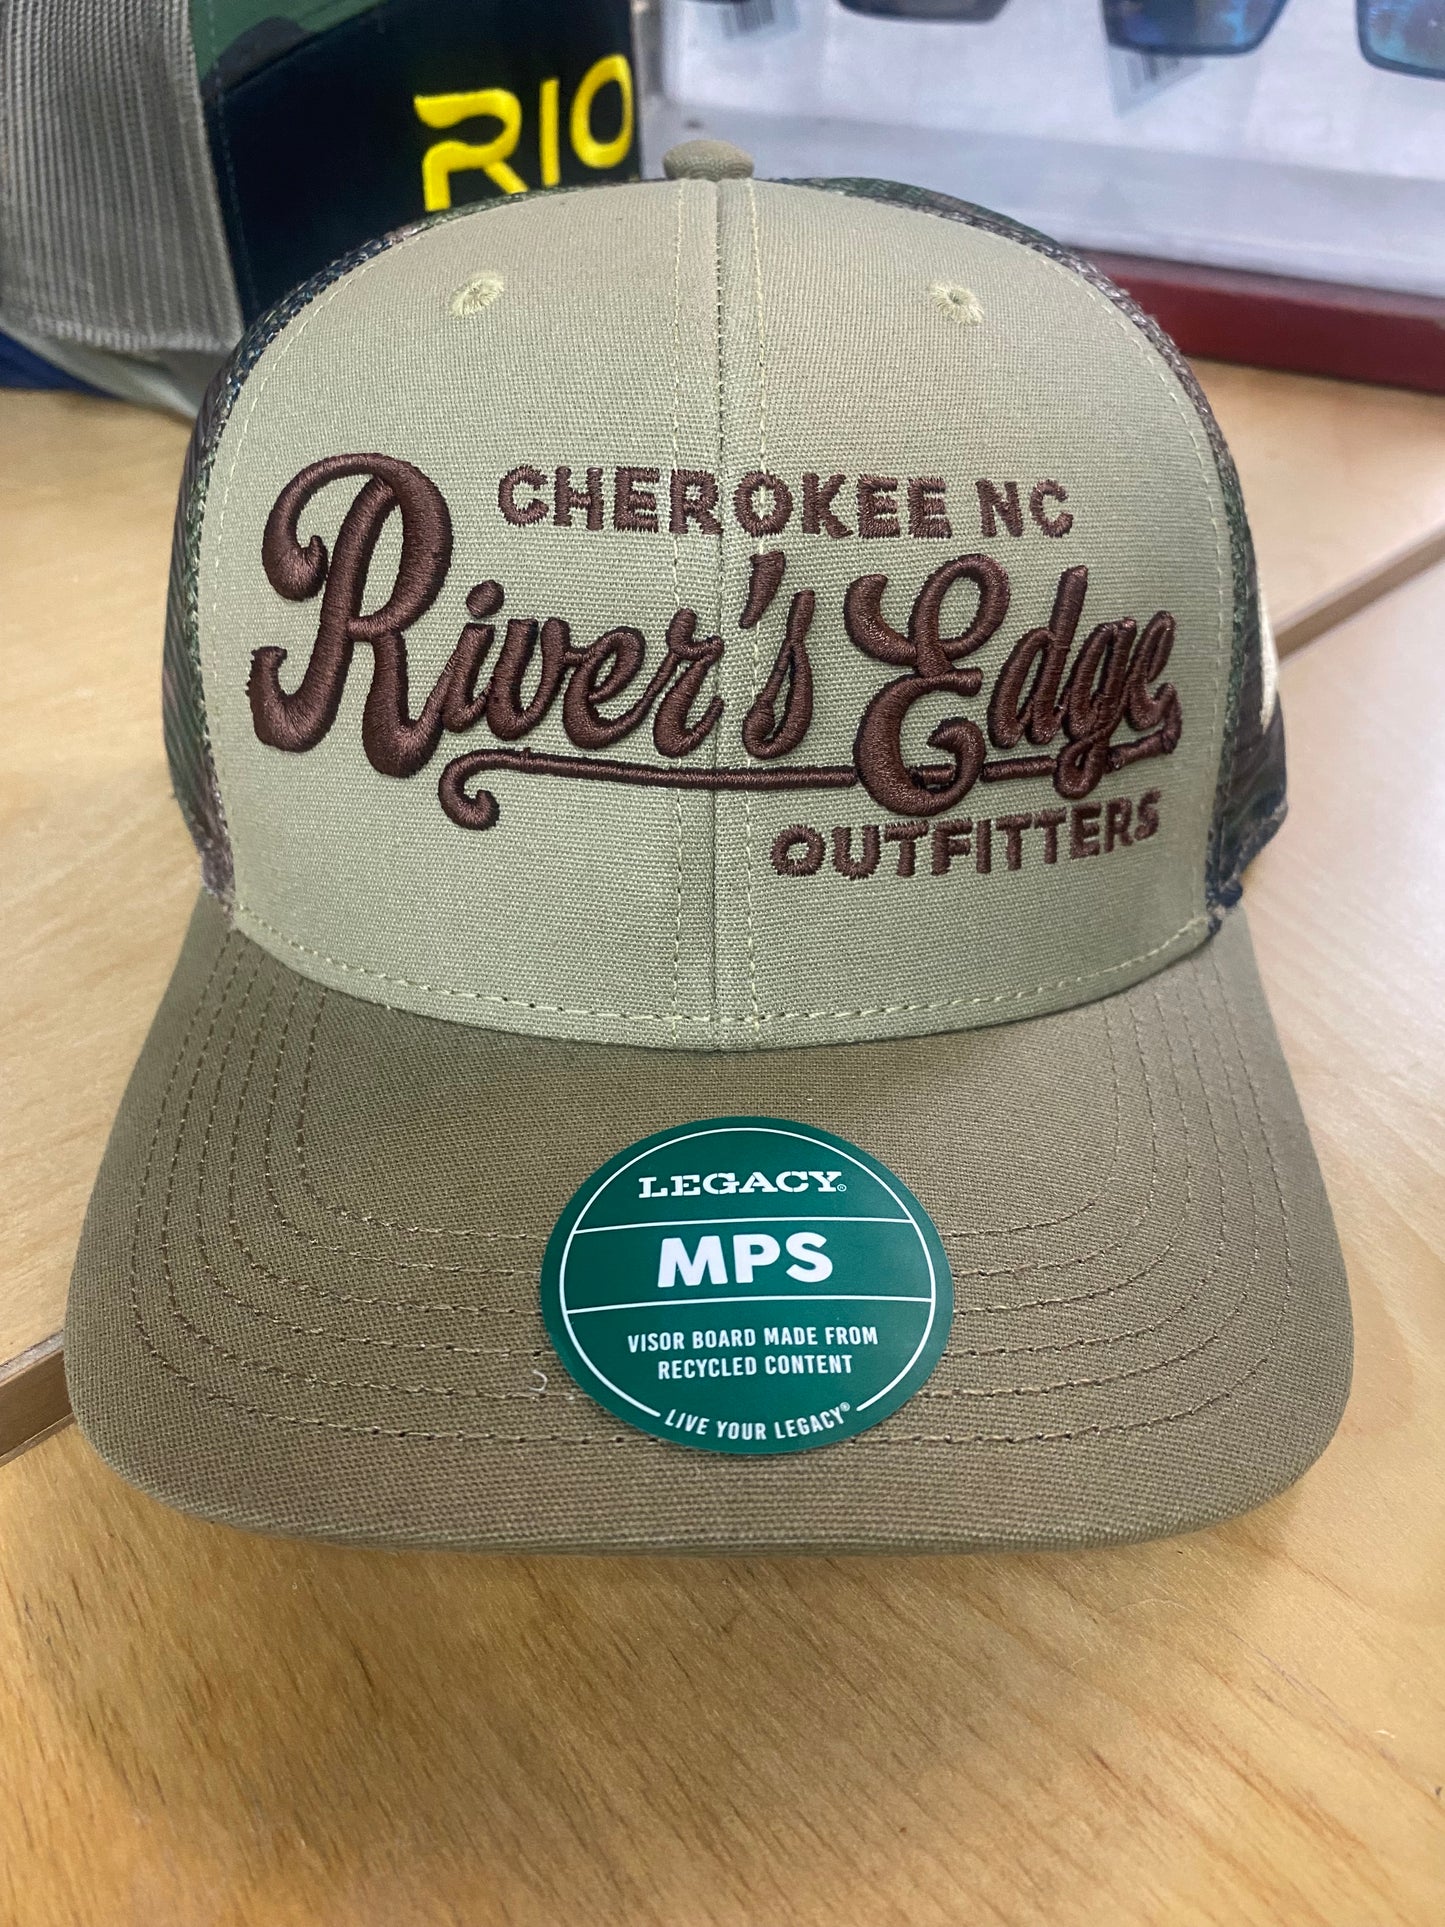 RIO
CHEROKEE NC
River's Edge
OUTFITTERS
LEGACY®
MPS
VISOR BOARD MADE FROM
RECYCLED CONTENT
LIVE YOUR LEGACY®